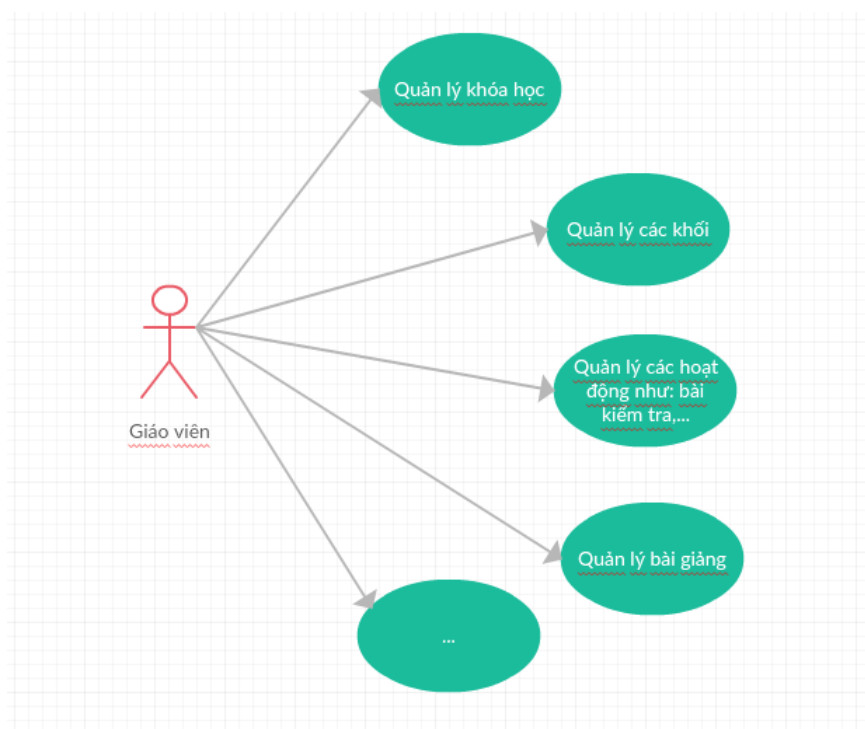 Quản lý khóa học
Quản lý các khối
Quản lý các hoạt
động như: bài
kiểm tra,...
Giáo viên
Quản lý bài giảng
...